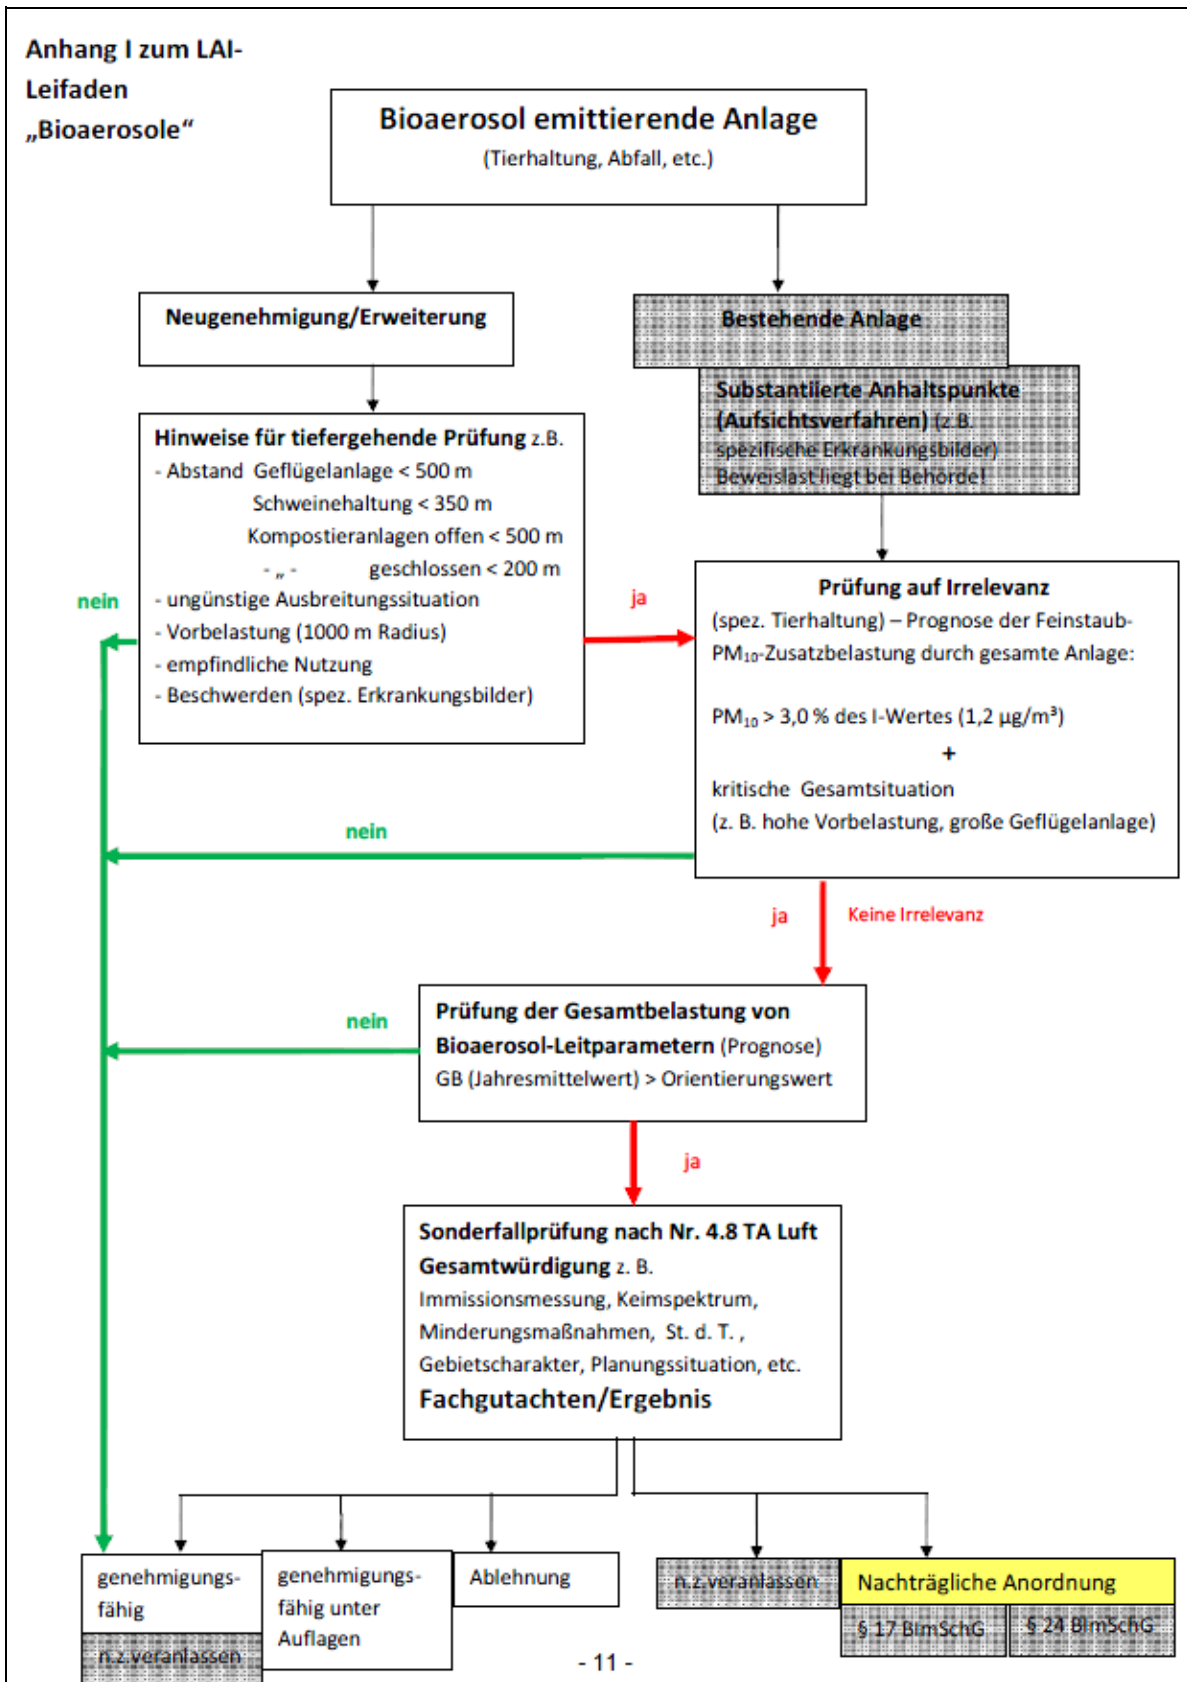 Anhang I zum LAI-
Leifaden
„Bioaerosole“
Bioaerosol emittierende Anlage
(Tierhaltung, Abfall, etc.)
Neugenehmigung/Erweiterung
Bestehende Anlage
Substantiierte Anhaltspunkte
(Aufsichtsverfahren) (z.B.
spezifische Erkrankungsbilder)
Beweislast liegt bei Behörde!
Hinweise für tiefergehende Prüfung z.B.
- Abstand Geflügelanlage < 500 m
Schweinehaltung < 350 m
Kompostieranlagen offen < 500 m
- „ - geschlossen < 200 m
- ungünstige Ausbreitungssituation
- Vorbelastung (1000 m Radius)
- empfindliche Nutzung
- Beschwerden (spez. Erkrankungsbilder)
nein
ja
Prüfung auf Irrelevanz
(spez. Tierhaltung) – Prognose der Feinstaub-
PM₁₀-Zusatzbelastung durch gesamte Anlage:
PM₁₀ > 3,0 % des I-Wertes (1,2 µg/m³)
+
kritische Gesamtsituation
(z. B. hohe Vorbelastung, große Geflügelanlage)
nein
ja Keine Irrelevanz
Prüfung der Gesamtbelastung von
Bioaerosol-Leitparametern (Prognose)
GB (Jahresmittelwert) > Orientierungswert
nein
ja
Sonderfallprüfung nach Nr. 4.8 TA Luft
Gesamtwürdigung z. B.
Immissionsmessung, Keimspektrum,
Minderungsmaßnahmen, St. d. T. ,
Gebietscharakter, Planungssituation, etc.
Fachgutachten/Ergebnis
genehmigungs-
fähig
n.z.veranlassen
genehmigungs-
fähig unter
Auflagen
Ablehnung
n.z.veranlassen
Nachträgliche Anordnung
§ 17 BImSchG
§ 24 BImSchG
- 11 -